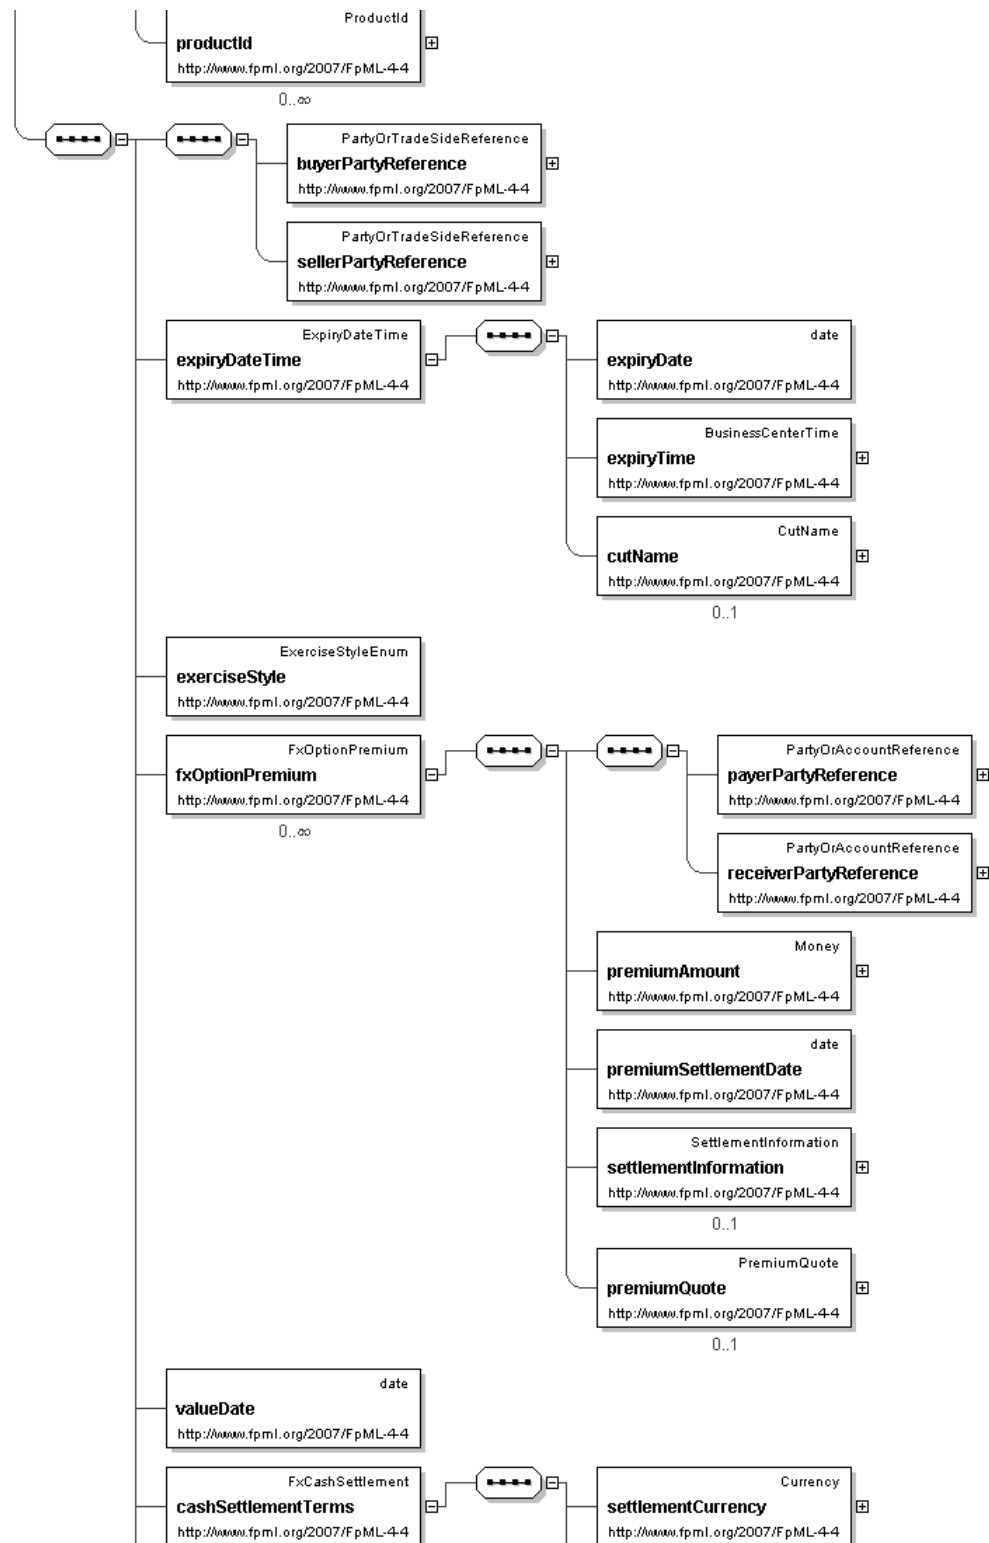 ProductId
productId
http://www.fpml.org/2007/FpML-4-4
0..∞
PartyOrTradeSideReference
buyerPartyReference
http://www.fpml.org/2007/FpML-4-4
PartyOrTradeSideReference
sellerPartyReference
http://www.fpml.org/2007/FpML-4-4
ExpiryDateTime
expiryDateTime
http://www.fpml.org/2007/FpML-4-4
date
expiryDate
http://www.fpml.org/2007/FpML-4-4
BusinessCenterTime
expiryTime
http://www.fpml.org/2007/FpML-4-4
CutName
cutName
http://www.fpml.org/2007/FpML-4-4
0..1
ExerciseStyleEnum
exerciseStyle
http://www.fpml.org/2007/FpML-4-4
FxOptionPremium
fxOptionPremium
http://www.fpml.org/2007/FpML-4-4
0..∞
PartyOrAccountReference
payerPartyReference
http://www.fpml.org/2007/FpML-4-4
PartyOrAccountReference
receiverPartyReference
http://www.fpml.org/2007/FpML-4-4
Money
premiumAmount
http://www.fpml.org/2007/FpML-4-4
date
premiumSettlementDate
http://www.fpml.org/2007/FpML-4-4
SettlementInformation
settlementInformation
http://www.fpml.org/2007/FpML-4-4
0..1
PremiumQuote
premiumQuote
http://www.fpml.org/2007/FpML-4-4
0..1
date
valueDate
http://www.fpml.org/2007/FpML-4-4
FxCashSettlement
cashSettlementTerms
http://www.fpml.org/2007/FpML-4-4
Currency
settlementCurrency
http://www.fpml.org/2007/FpML-4-4